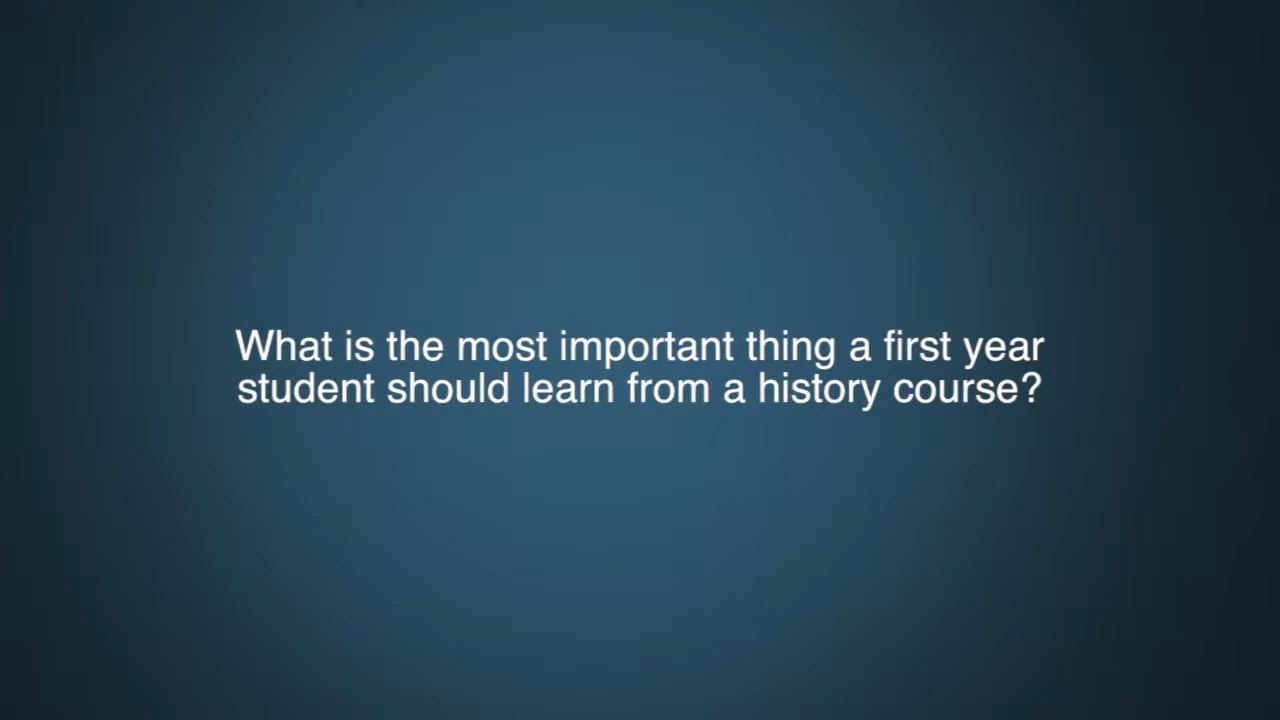 What is the most important thing a first year
student should learn from a history course?